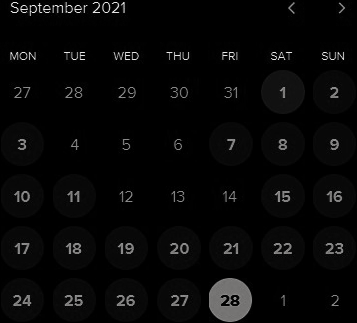 September 2021
MON TUE WED THU FRI SAT SUN
27 28 29 30 31 1 2
3 4 5 6 7 8 9
10 11 12 13 14 15 16
17 18 19 20 21 22 23
24 25 26 27 28 1 2